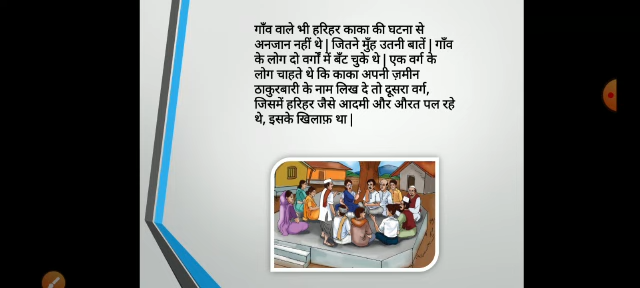 गाँव वाले भी हरिहर काका की घटना से
अनजान नहीं थे | जितने मुँह उतनी बातें | गाँव
के लोग दो वर्गों में बँट चुके थे | एक वर्ग के
लोग चाहते थे कि काका अपनी ज़मीन
ठाकुरबारी के नाम लिख दे तो दूसरा वर्ग,
जिसमें हरिहर जैसे आदमी और औरत पल रहे
थे, इसके खिलाफ़ था |